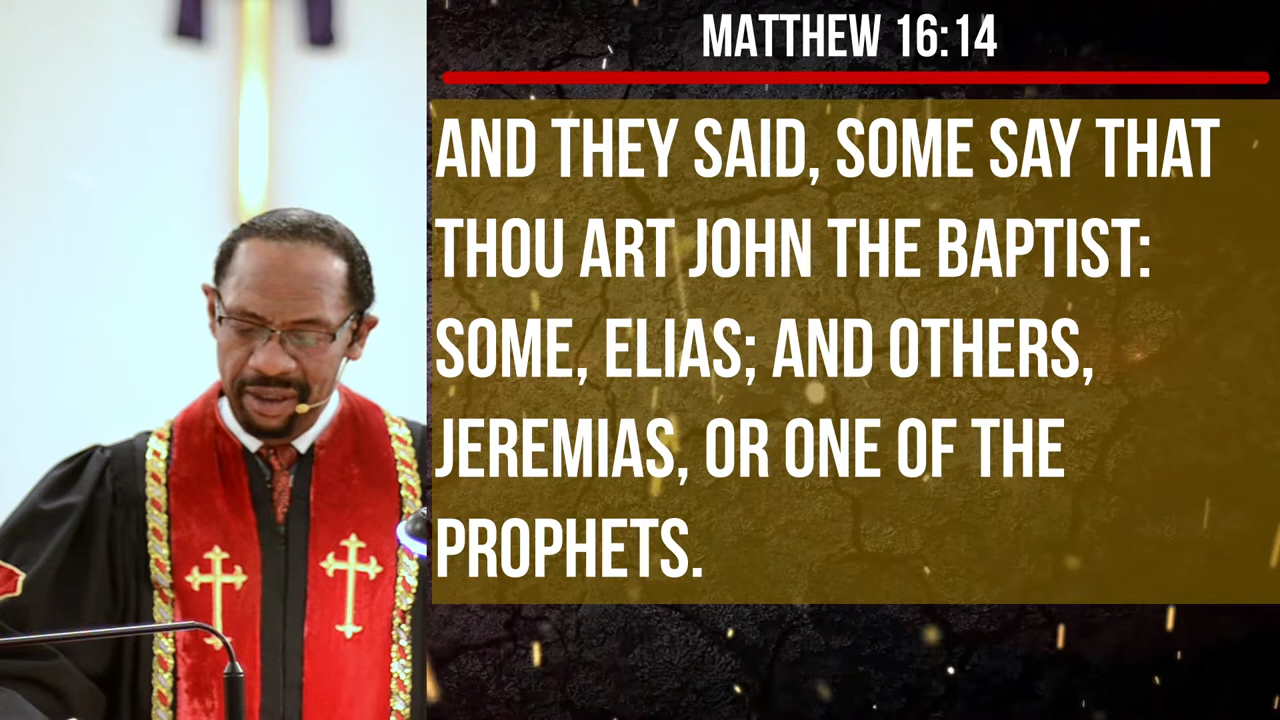 MATTHEW 16:14
AND THEY SAID, SOME SAY THAT
THOU ART JOHN THE BAPTIST:
SOME, ELIAS; AND OTHERS,
JEREMIAS, OR ONE OF THE
PROPHETS.